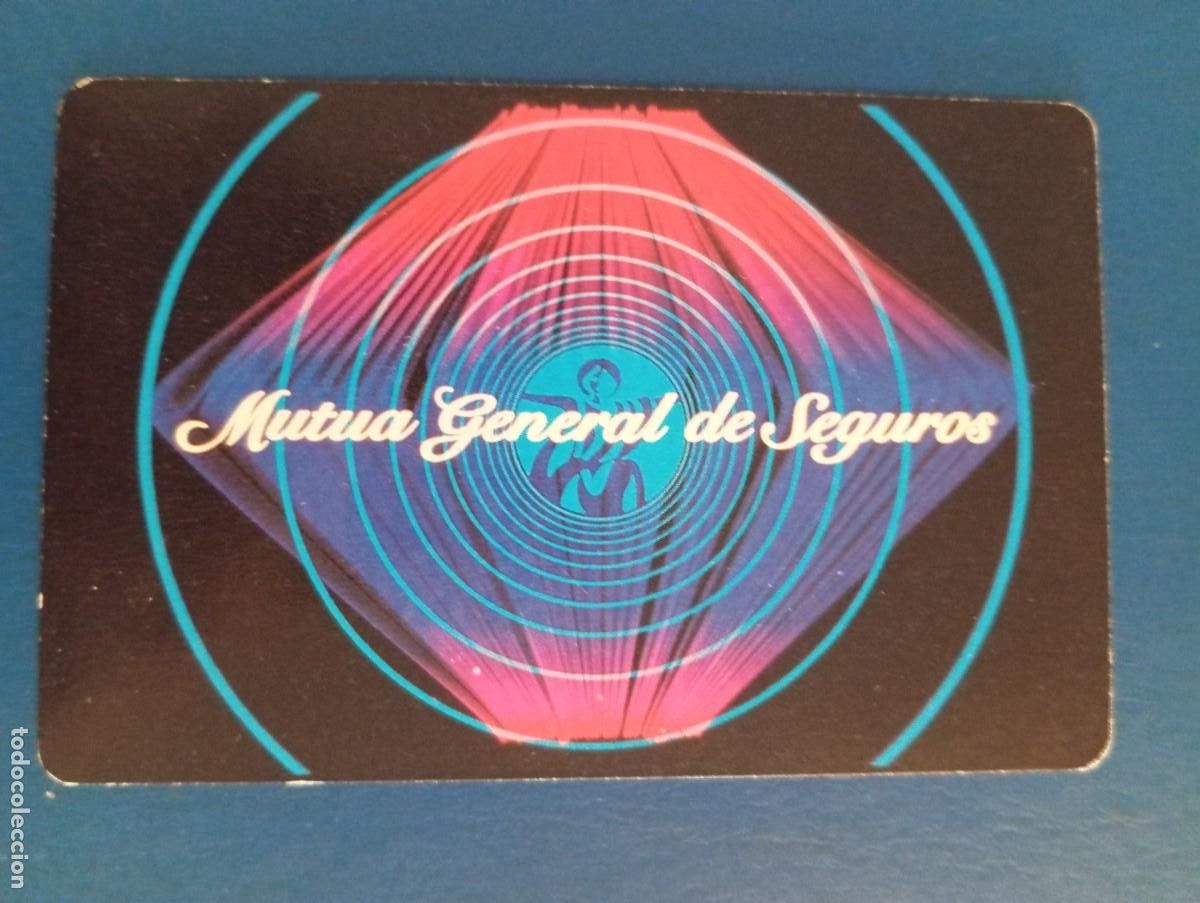 Mutua General de Seguros
todocoleccion